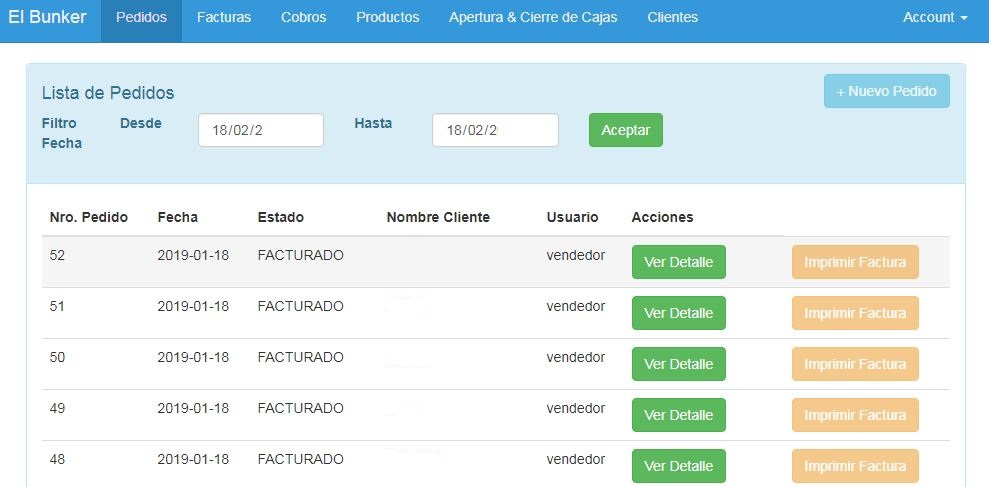 El Bunker Pedidos Facturas Cobros Productos Apertura & Cierre de Cajas Clientes Account
Lista de Pedidos + Nuevo Pedido
Filtro Fecha Desde 18/02/2 Hasta 18/02/2 Aceptar
Nro. Pedido Fecha Estado Nombre Cliente Usuario Acciones
52 2019-01-18 FACTURADO vendedor Ver Detalle Imprimir Factura
51 2019-01-18 FACTURADO vendedor Ver Detalle Imprimir Factura
50 2019-01-18 FACTURADO vendedor Ver Detalle Imprimir Factura
49 2019-01-18 FACTURADO vendedor Ver Detalle Imprimir Factura
48 2019-01-18 FACTURADO vendedor Ver Detalle Imprimir Factura